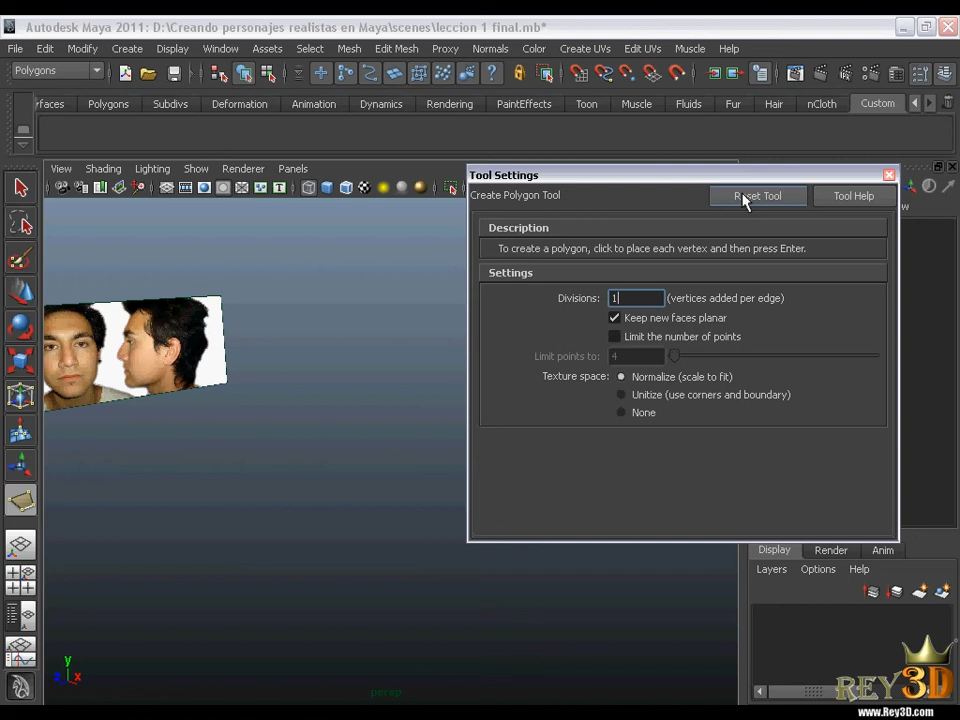 Autodesk Maya 2011: D:\Creando personajes realistas en Maya\scenes\leccion 1 final.mb*
File Edit Modify Create Display Window Assets Select Mesh Edit Mesh Proxy Normals Color Create UVs Edit UVs Muscle Help
Polygons
rfaces Polygons Subdivs Deformation Animation Dynamics Rendering PaintEffects Toon Muscle Fluids Fur Hair nCloth Custom
View Shading Lighting Show Renderer Panels
Tool Settings
Create Polygon Tool Reset Tool Tool Help
Description
To create a polygon, click to place each vertex and then press Enter.
Settings
Divisions: 1 (vertices added per edge)
Keep new faces planar
Limit the number of points
Limit points to: 4
Texture space: Normalize (scale to fit)
Unitize (use corners and boundary)
None
Display Render Anim
Layers Options Help
y
z x
persp
REY3D
www.Rey3D.com